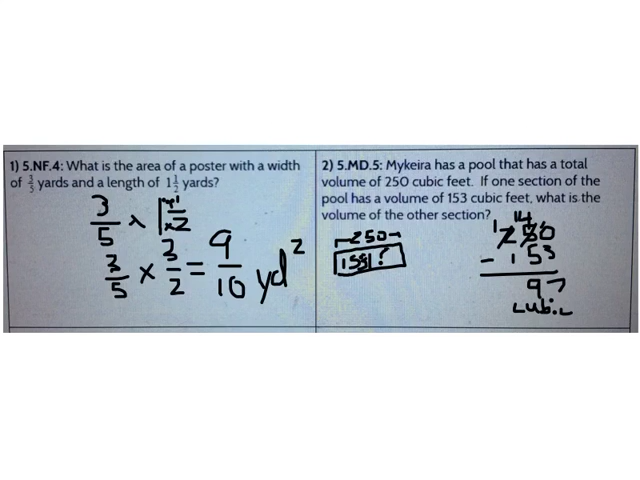 1) 5.NF.4: What is the area of a poster with a width
of 3/5 yards and a length of 1 1/2 yards?
3/5 ×
3/5 × 3/2 = 9/10 yd²
2) 5.MD.5: Mykeira has a pool that has a total
volume of 250 cubic feet. If one section of the
pool has a volume of 153 cubic feet, what is the
volume of the other section?
250
?
1 14
250
- 153
97
cubic